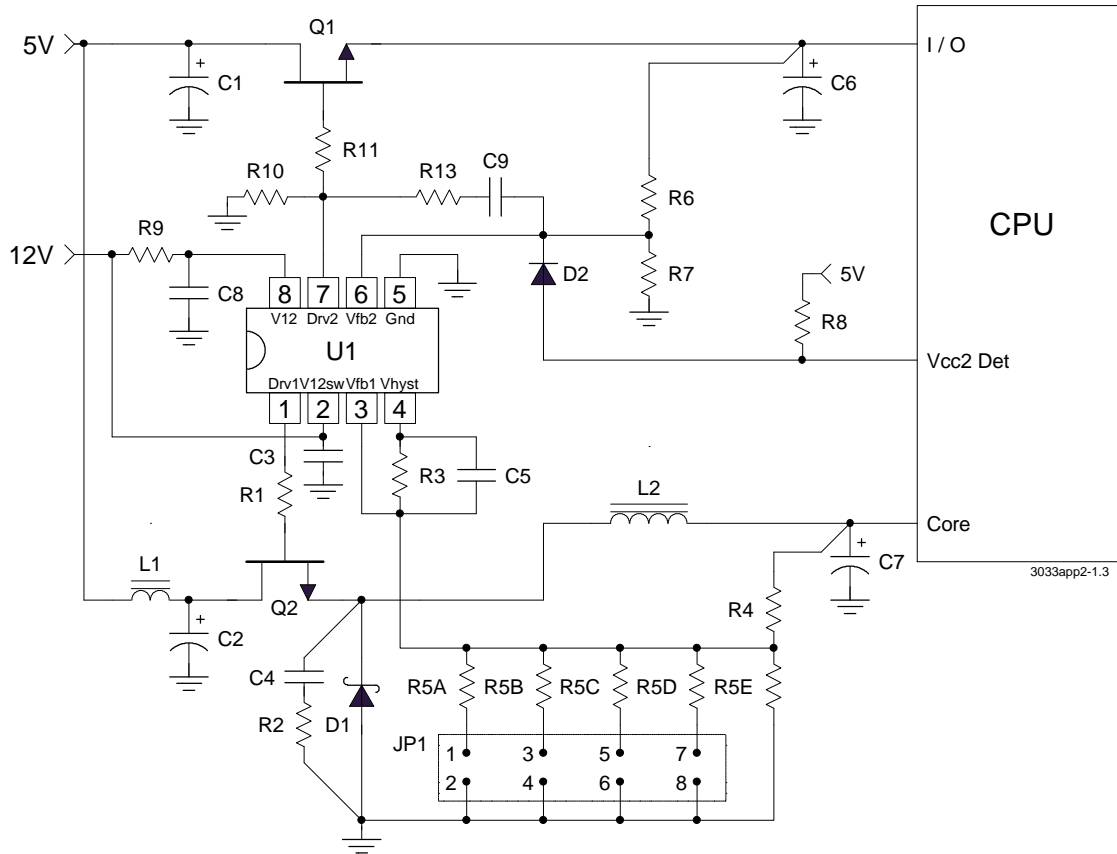 Q1
5V
I / O
C1
C6
R11
R10
R13
C9
R6
CPU
R9
12V
D2
R7
5V
C8
R8
8 7 6 5
V12 Drv2 Vfb2 Gnd
U1
Vcc2 Det
Drv1 V12sw Vfb1 Vhyst
1 2 3 4
C3
R3
C5
R1
L2
Core
L1
C7
3033app2-1.3
Q2
R4
C2
C4
R5A R5B R5C R5D R5E
R2
D1
JP1
1 3 5 7
2 4 6 8
+
+
+
+